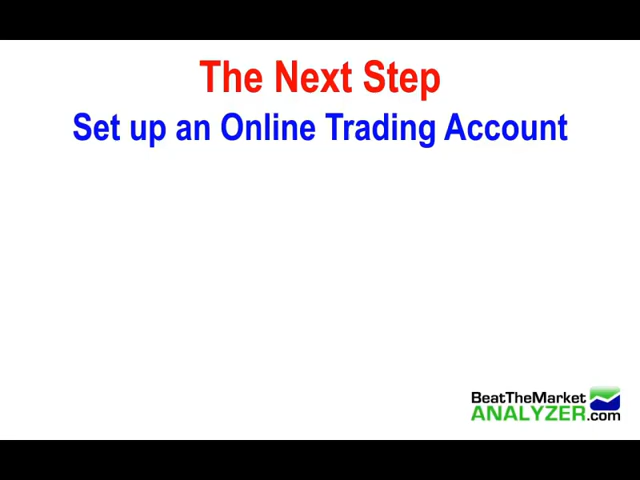 The Next Step
Set up an Online Trading Account
BeatTheMarket
ANALYZER.com